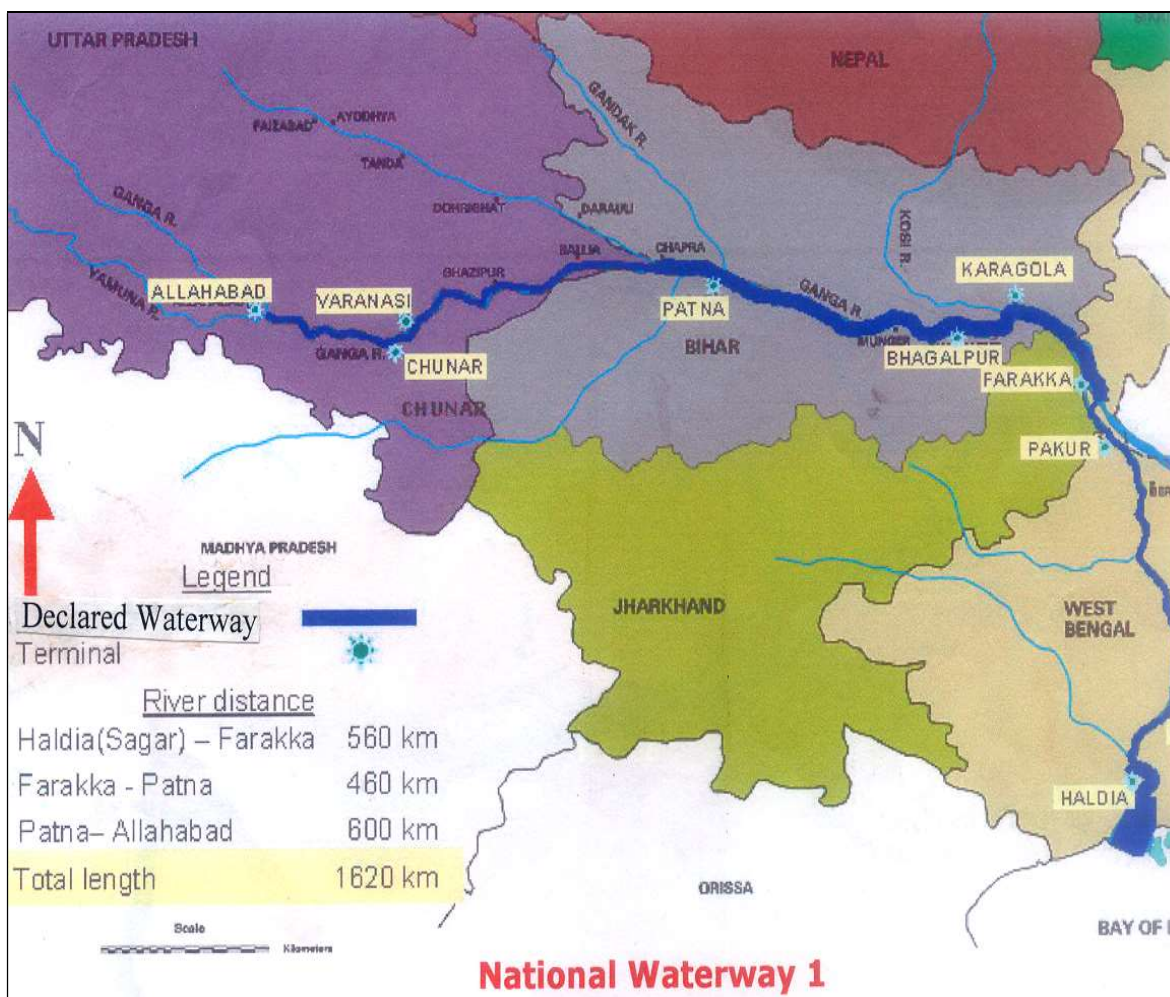 UTTAR PRADESH
NEPAL
GANDAK R.
FAIZABAD
AYODHYA
TANDA
GANGA R.
DOHRIGHAT
DARAULI
KOSI R.
BALLIA
CHAPRA
KARAGOLA
GHAZIPUR
YAMUNA R.
ALLAHABAD
VARANASI
PATNA
GANGA R.
MUNGER
GANGA R.
CHUNAR
BIHAR
BHAGALPUR
FARAKKA
CHUNAR
N
PAKUR
MADHYA PRADESH
Legend
JHARKHAND
WEST
BENGAL
Declared Waterway
Terminal
River distance
Haldia(Sagar) – Farakka 560 km
Farakka - Patna 460 km
HALDIA
Patna– Allahabad 600 km
Total length 1620 km
ORISSA
Scale
Kilometers
BAY OF
National Waterway 1